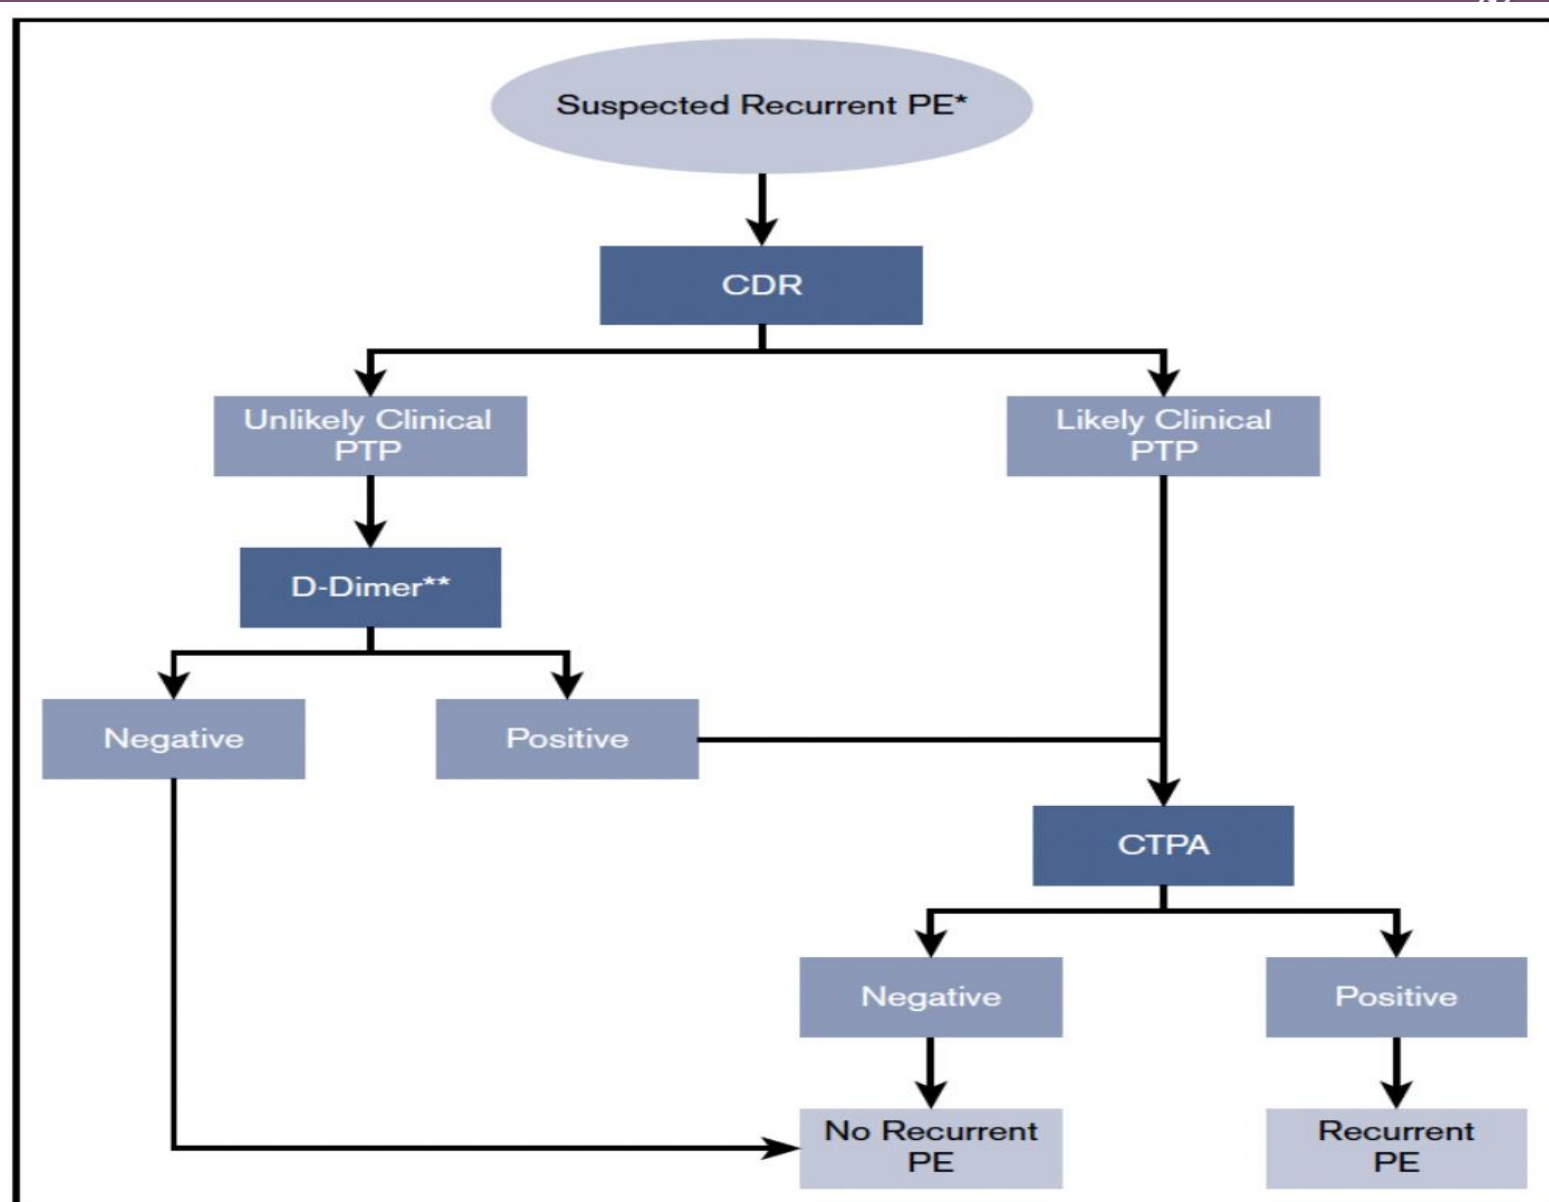 Suspected Recurrent PE*
CDR
Unlikely Clinical
PTP
Likely Clinical
PTP
D-Dimer**
Negative
Positive
CTPA
Negative
Positive
No Recurrent
PE
Recurrent
PE